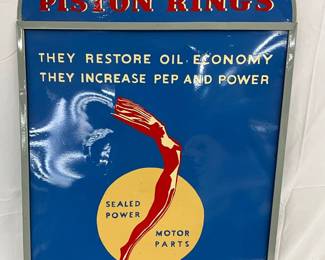 PISTON RINGS
THEY RESTORE OIL ECONOMY
THEY INCREASE PEP AND POWER
SEALED
POWER
MOTOR
PARTS